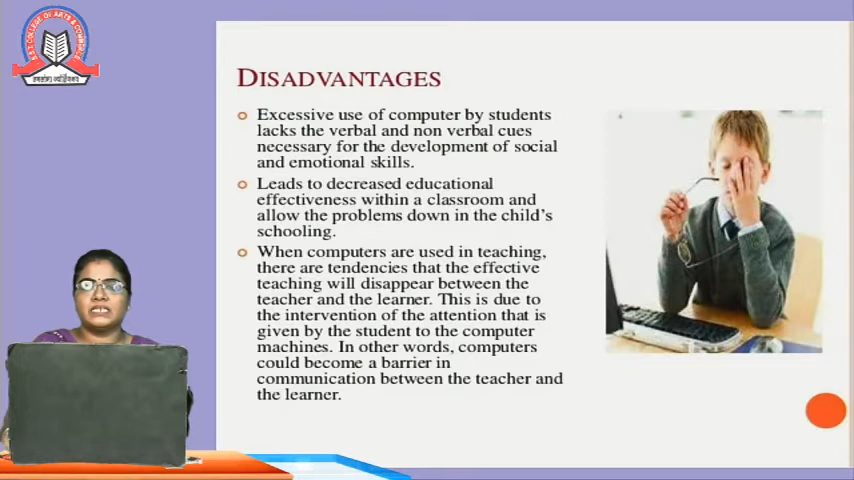 COLLEGE OF ARTS & COMMERCE
DISADVANTAGES
Excessive use of computer by students
lacks the verbal and non verbal cues
necessary for the development of social
and emotional skills.
Leads to decreased educational
effectiveness within a classroom and
allow the problems down in the child's
schooling.
When computers are used in teaching,
there are tendencies that the effective
teaching will disappear between the
teacher and the learner. This is due to
the intervention of the attention that is
given by the student to the computer
machines. In other words, computers
could become a barrier in
communication between the teacher and
the learner.